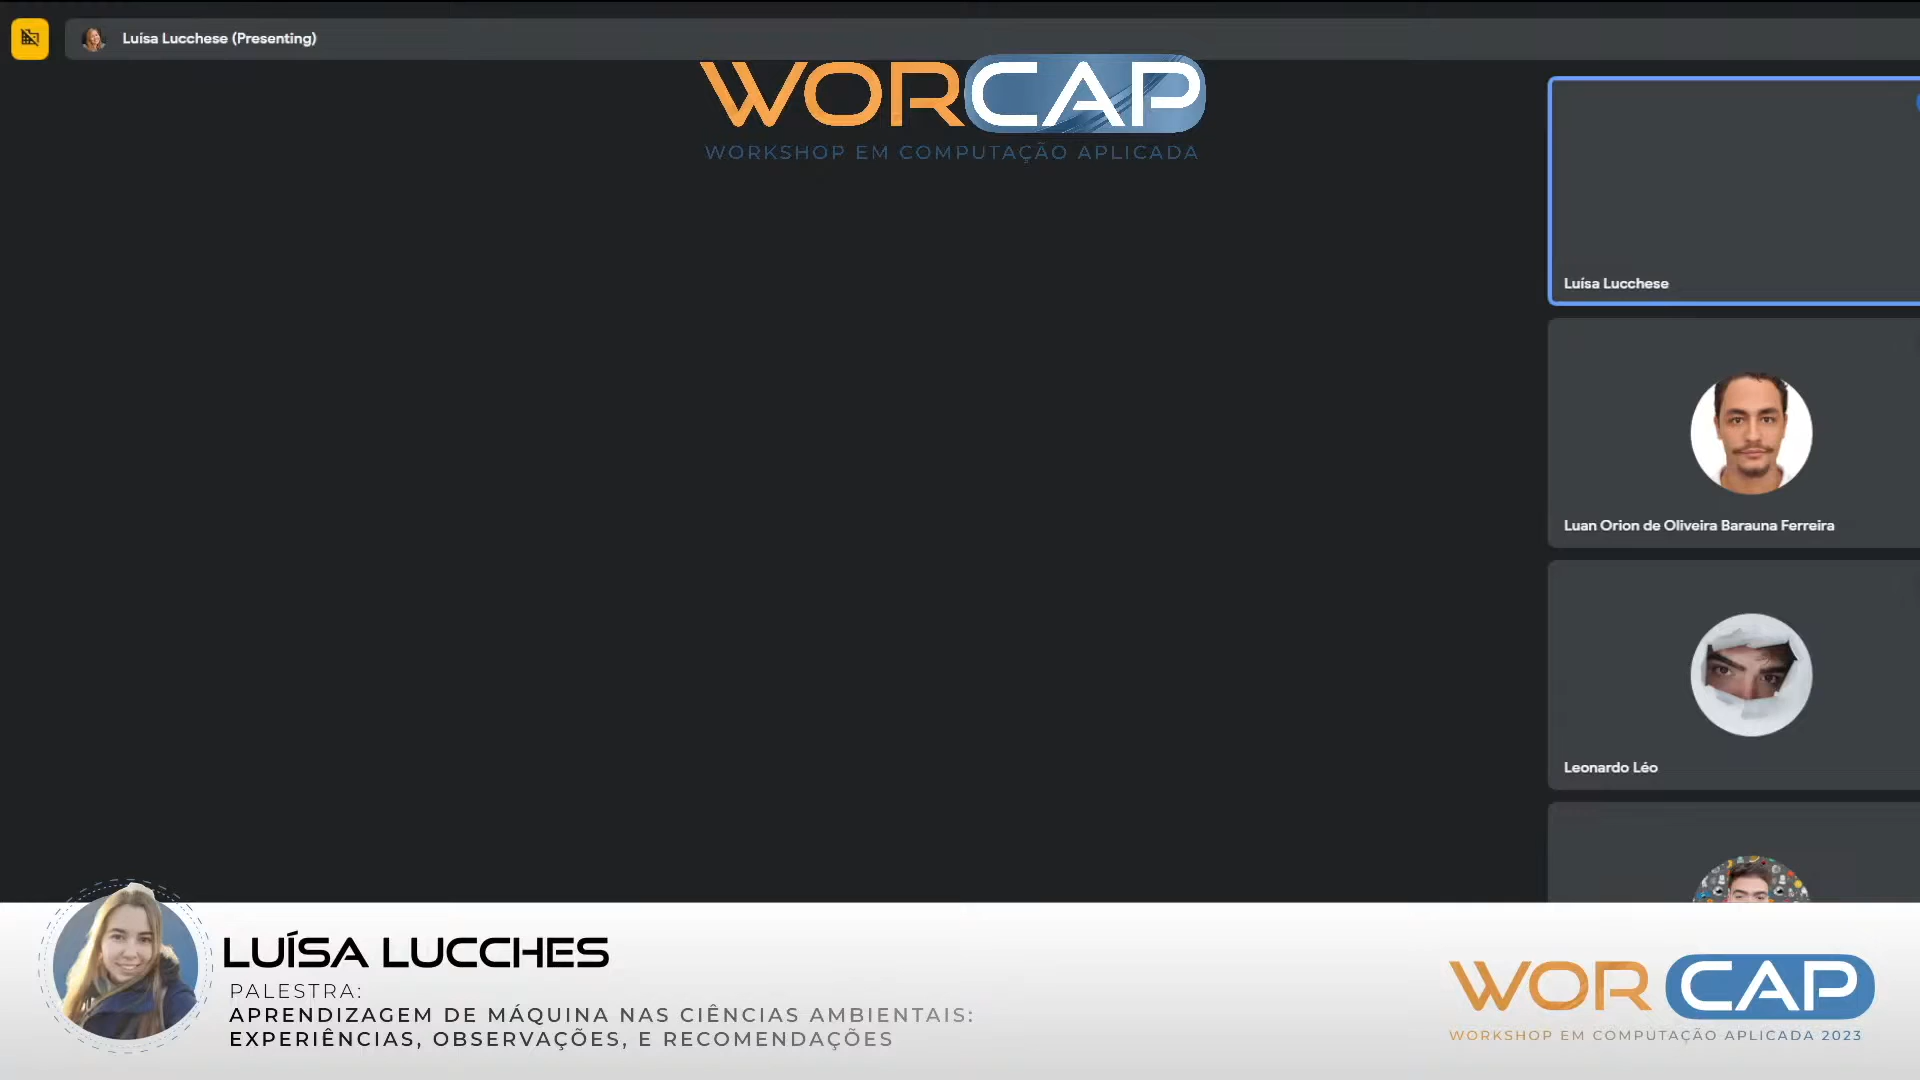 Luísa Lucchese (Presenting)
WORCAP
WORKSHOP EM COMPUTAÇÃO APLICADA
Luísa Lucchese
Luan Orion de Oliveira Barauna Ferreira
Leonardo Léo
LUÍSA LUCCHES
PALESTRA:
APRENDIZAGEM DE MÁQUINA NAS CIÊNCIAS AMBIENTAIS:
EXPERIÊNCIAS, OBSERVAÇÕES, E RECOMENDAÇÕES
WORCAP
WORKSHOP EM COMPUTAÇÃO APLICADA 2023